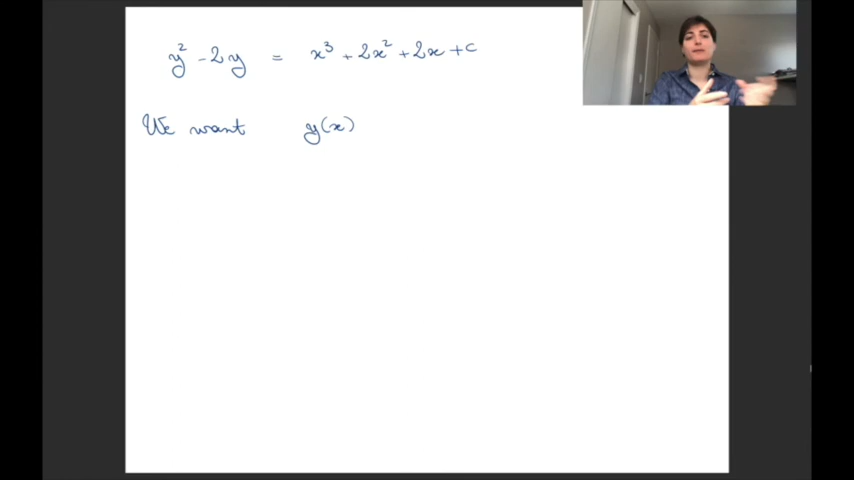 y² - 2y = x³ + 2x² + 2x + c
We want y(x)